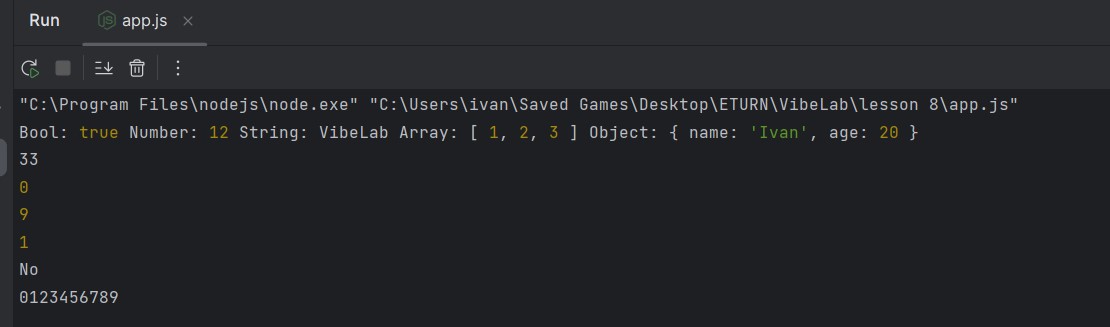 Run app.js
"C:\Program Files\nodejs\node.exe" "C:\Users\ivan\Saved Games\Desktop\ETURN\VibeLab\lesson 8\app.js"
Bool: true Number: 12 String: VibeLab Array: [ 1, 2, 3 ] Object: { name: 'Ivan', age: 20 }
33
0
9
1
No
0123456789